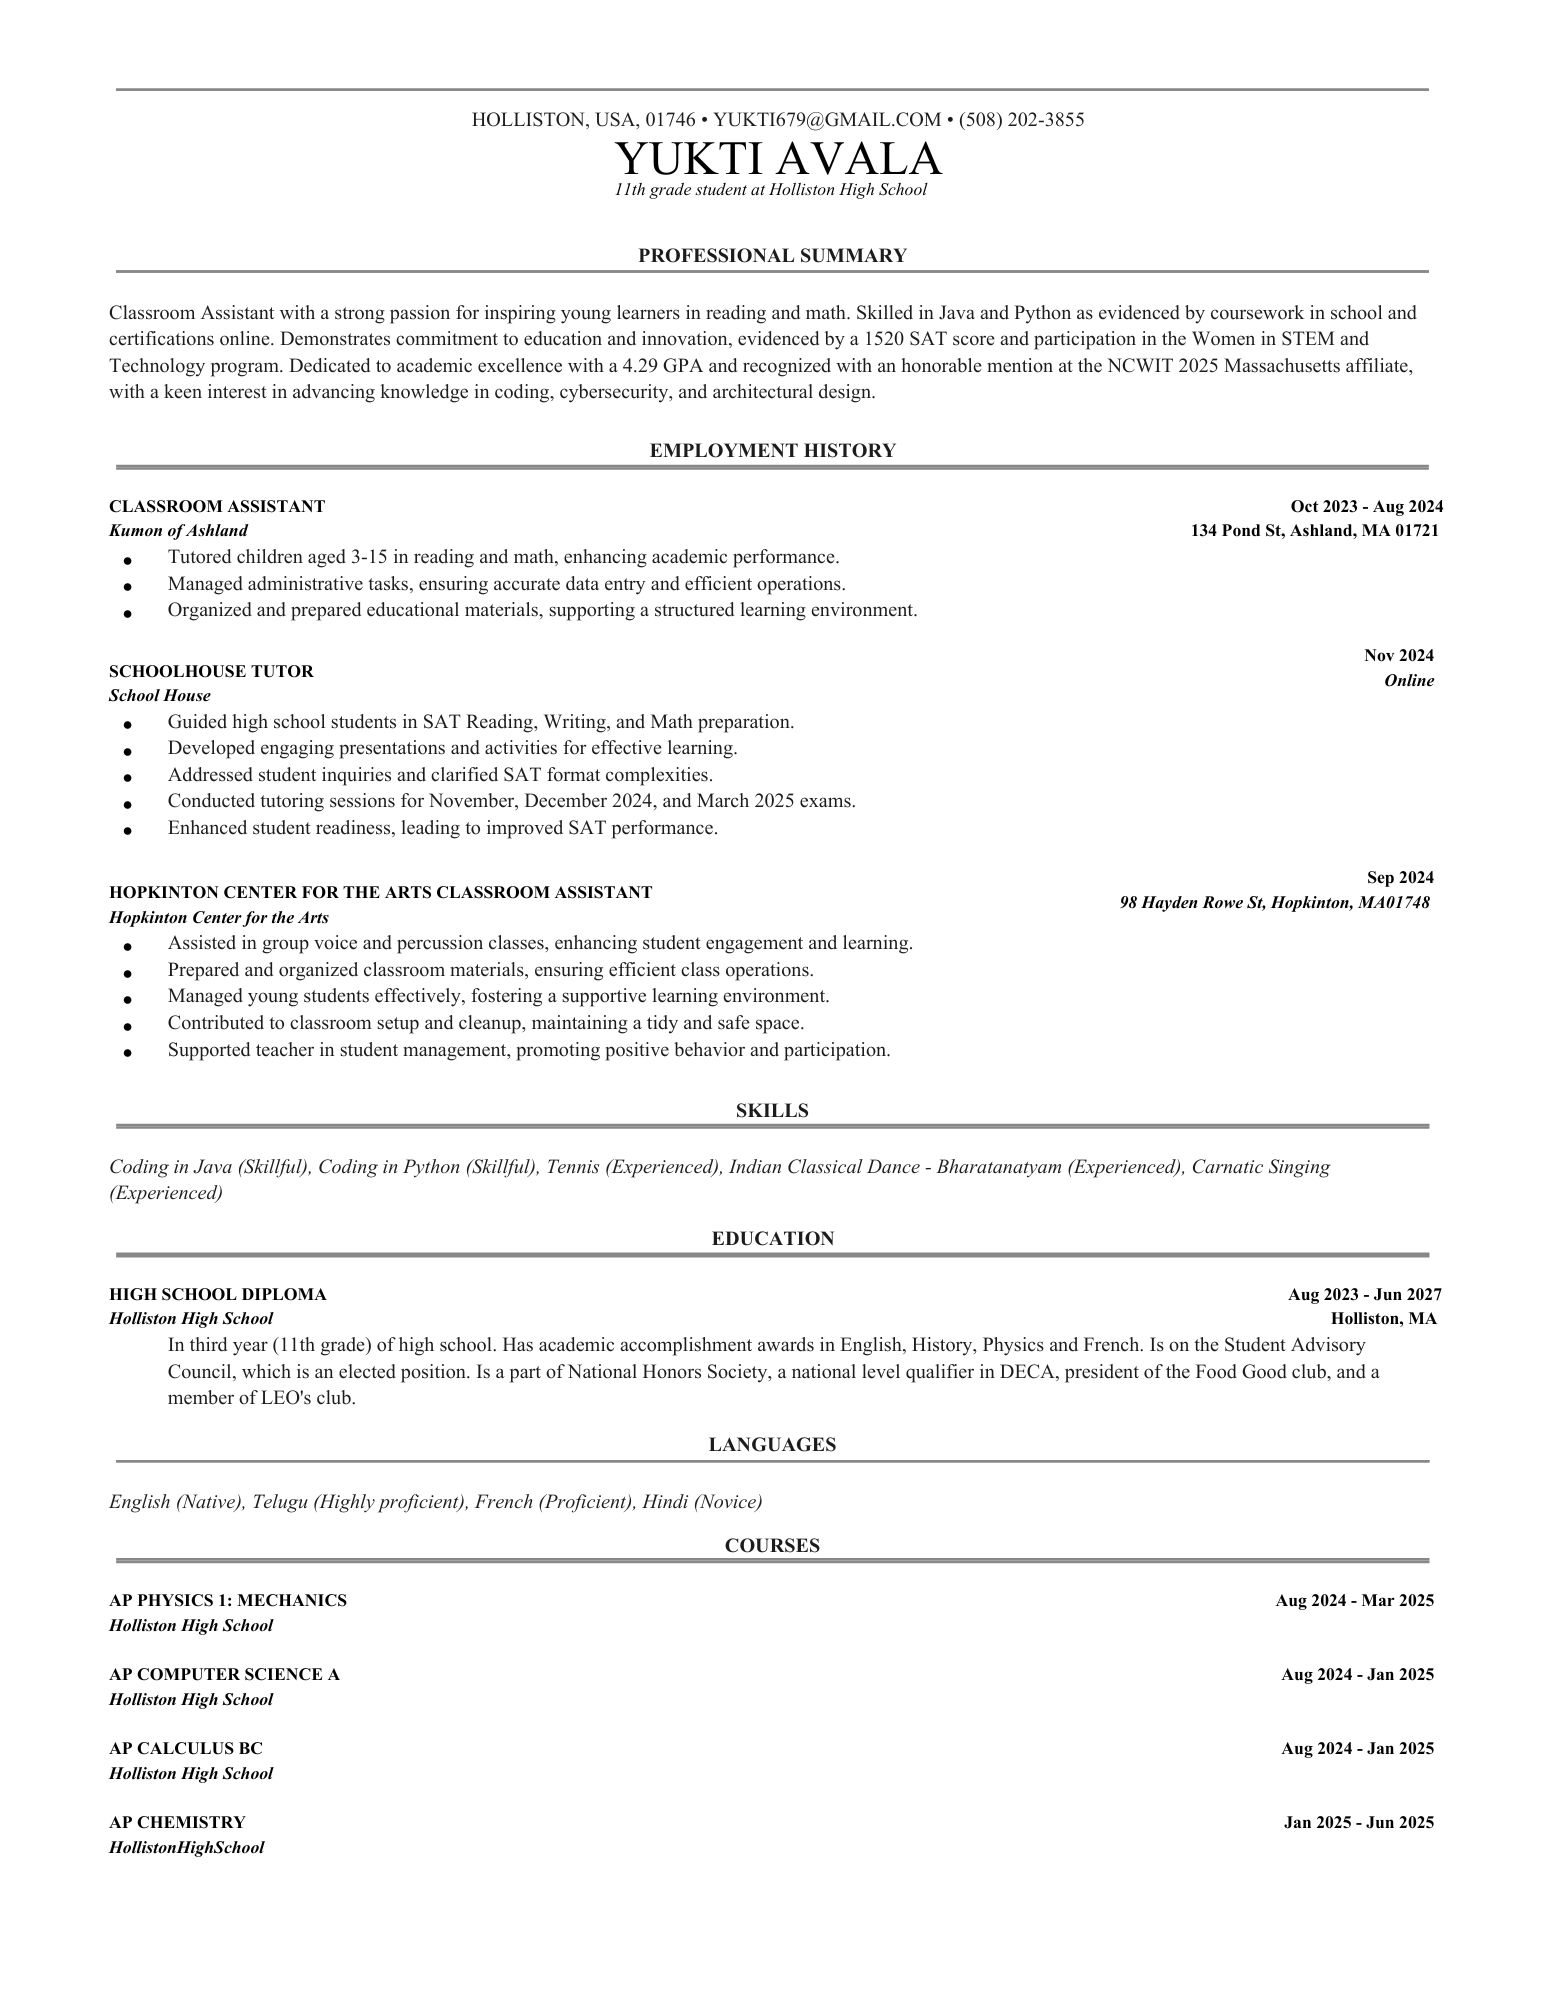 HOLLISTON, USA, 01746 • YUKTI679@GMAIL.COM • (508) 202-3855
YUKTI AVALA
11th grade student at Holliston High School
PROFESSIONAL SUMMARY
Classroom Assistant with a strong passion for inspiring young learners in reading and math. Skilled in Java and Python as evidenced by coursework in school and
certifications online. Demonstrates commitment to education and innovation, evidenced by a 1520 SAT score and participation in the Women in STEM and
Technology program. Dedicated to academic excellence with a 4.29 GPA and recognized with an honorable mention at the NCWIT 2025 Massachusetts affiliate,
with a keen interest in advancing knowledge in coding, cybersecurity, and architectural design.
EMPLOYMENT HISTORY
CLASSROOM ASSISTANT Oct 2023 - Aug 2024
Kumon of Ashland 134 Pond St, Ashland, MA 01721
● Tutored children aged 3-15 in reading and math, enhancing academic performance.
● Managed administrative tasks, ensuring accurate data entry and efficient operations.
● Organized and prepared educational materials, supporting a structured learning environment.
Nov 2024
SCHOOLHOUSE TUTOR
Online
School House
● Guided high school students in SAT Reading, Writing, and Math preparation.
● Developed engaging presentations and activities for effective learning.
● Addressed student inquiries and clarified SAT format complexities.
● Conducted tutoring sessions for November, December 2024, and March 2025 exams.
● Enhanced student readiness, leading to improved SAT performance.
Sep 2024
HOPKINTON CENTER FOR THE ARTS CLASSROOM ASSISTANT
98 Hayden Rowe St, Hopkinton, MA01748
Hopkinton Center for the Arts
● Assisted in group voice and percussion classes, enhancing student engagement and learning.
● Prepared and organized classroom materials, ensuring efficient class operations.
● Managed young students effectively, fostering a supportive learning environment.
● Contributed to classroom setup and cleanup, maintaining a tidy and safe space.
● Supported teacher in student management, promoting positive behavior and participation.
SKILLS
Coding in Java (Skillful), Coding in Python (Skillful), Tennis (Experienced), Indian Classical Dance - Bharatanatyam (Experienced), Carnatic Singing
(Experienced)
EDUCATION
HIGH SCHOOL DIPLOMA Aug 2023 - Jun 2027
Holliston High School Holliston, MA
In third year (11th grade) of high school. Has academic accomplishment awards in English, History, Physics and French. Is on the Student Advisory
Council, which is an elected position. Is a part of National Honors Society, a national level qualifier in DECA, president of the Food Good club, and a
member of LEO's club.
LANGUAGES
English (Native), Telugu (Highly proficient), French (Proficient), Hindi (Novice)
COURSES
AP PHYSICS 1: MECHANICS Aug 2024 - Mar 2025
Holliston High School
AP COMPUTER SCIENCE A Aug 2024 - Jan 2025
Holliston High School
AP CALCULUS BC Aug 2024 - Jan 2025
Holliston High School
AP CHEMISTRY Jan 2025 - Jun 2025
HollistonHighSchool